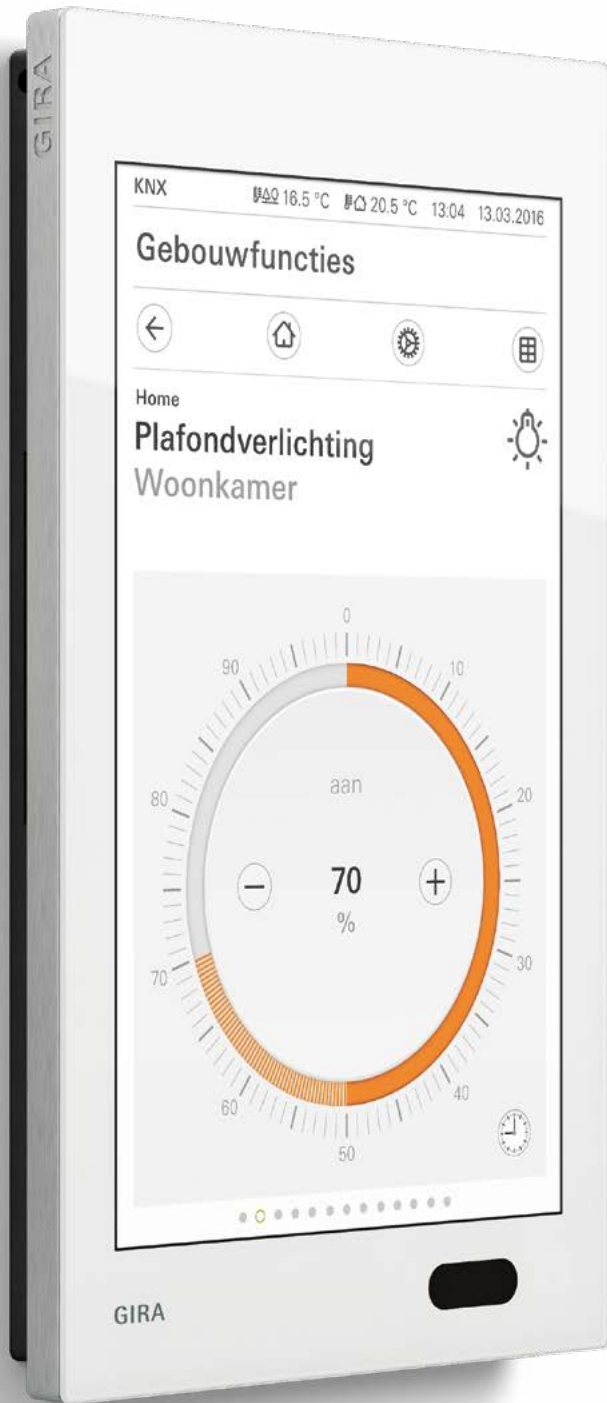 GIRA
KNX 16.5 °C 20.5 °C 13:04 13.03.2016
Gebouwfuncties
Home
Plafondverlichting
Woonkamer
0
90 10
aan
80 20
70
%
70 30
60 40
50
GIRA